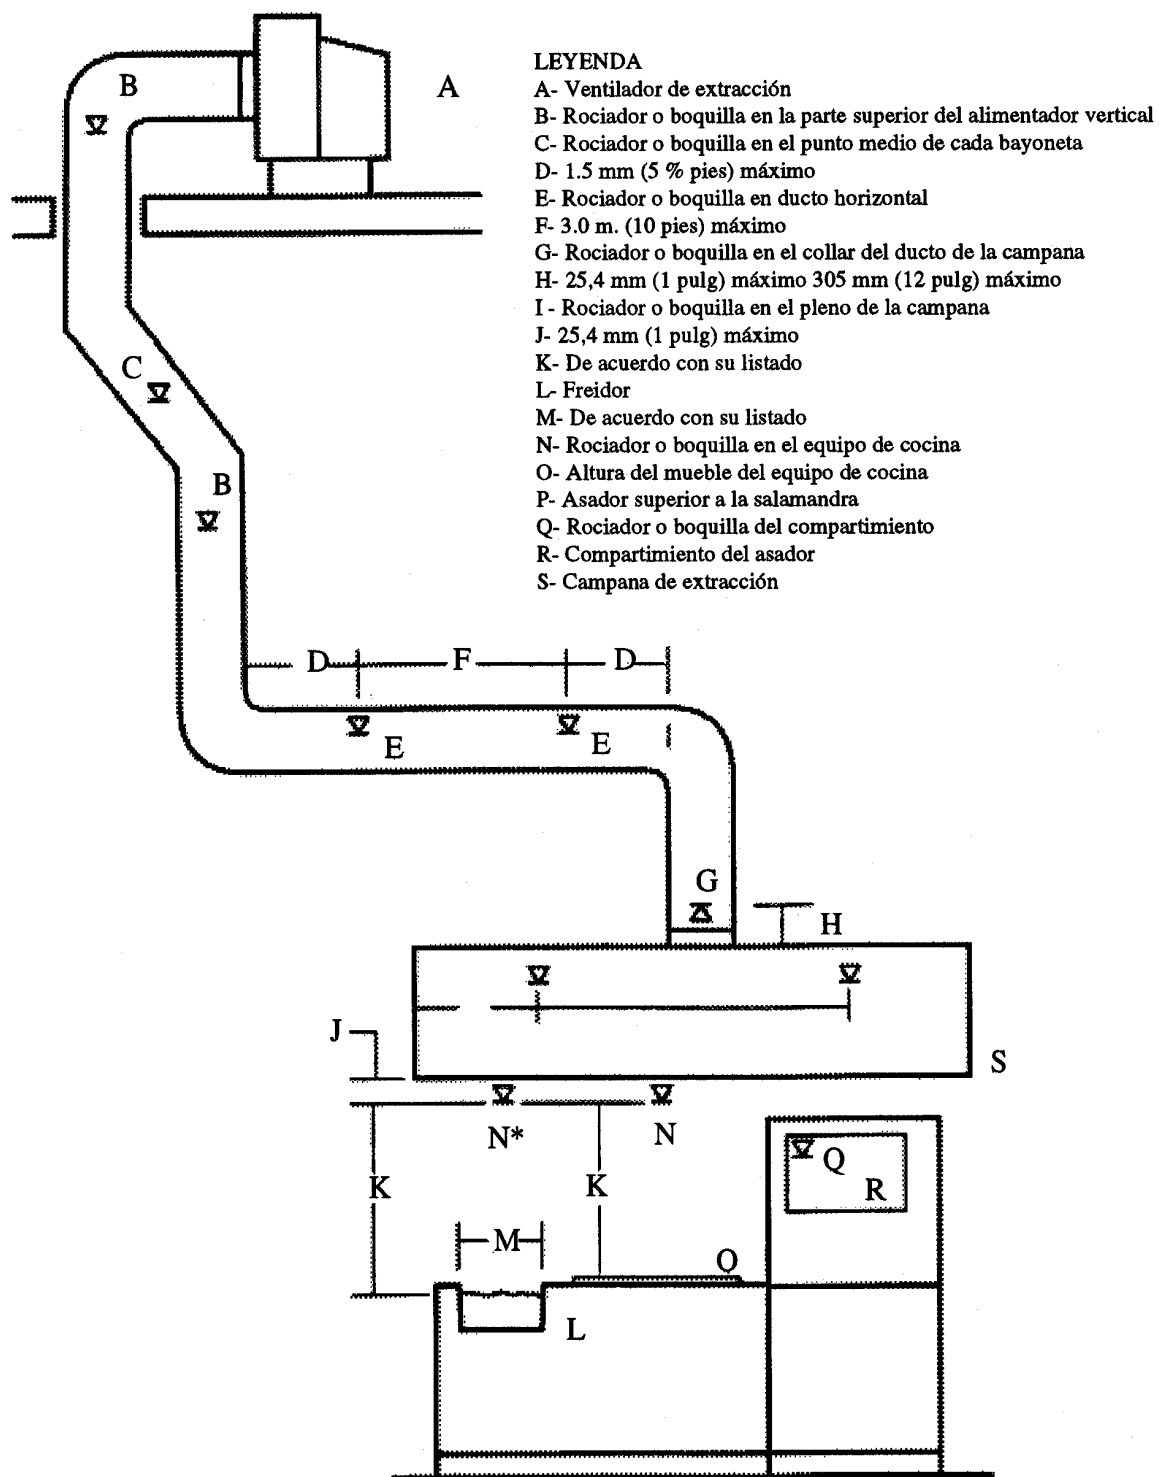 B
A
LEYENDA
A- Ventilador de extracción
B- Rociador o boquilla en la parte superior del alimentador vertical
C- Rociador o boquilla en el punto medio de cada bayoneta
D- 1.5 mm (5 % pies) máximo
E- Rociador o boquilla en ducto horizontal
F- 3.0 m. (10 pies) máximo
G- Rociador o boquilla en el collar del ducto de la campana
H- 25,4 mm (1 pulg) máximo 305 mm (12 pulg) máximo
I - Rociador o boquilla en el pleno de la campana
J- 25,4 mm (1 pulg) máximo
K- De acuerdo con su listado
L- Freidor
M- De acuerdo con su listado
N- Rociador o boquilla en el equipo de cocina
O- Altura del mueble del equipo de cocina
P- Asador superior a la salamandra
Q- Rociador o boquilla del compartimiento
R- Compartimiento del asador
S- Campana de extracción
C
B
D F D
E E
G
H
J
S
N* N
Q
R
K K
M
O
L